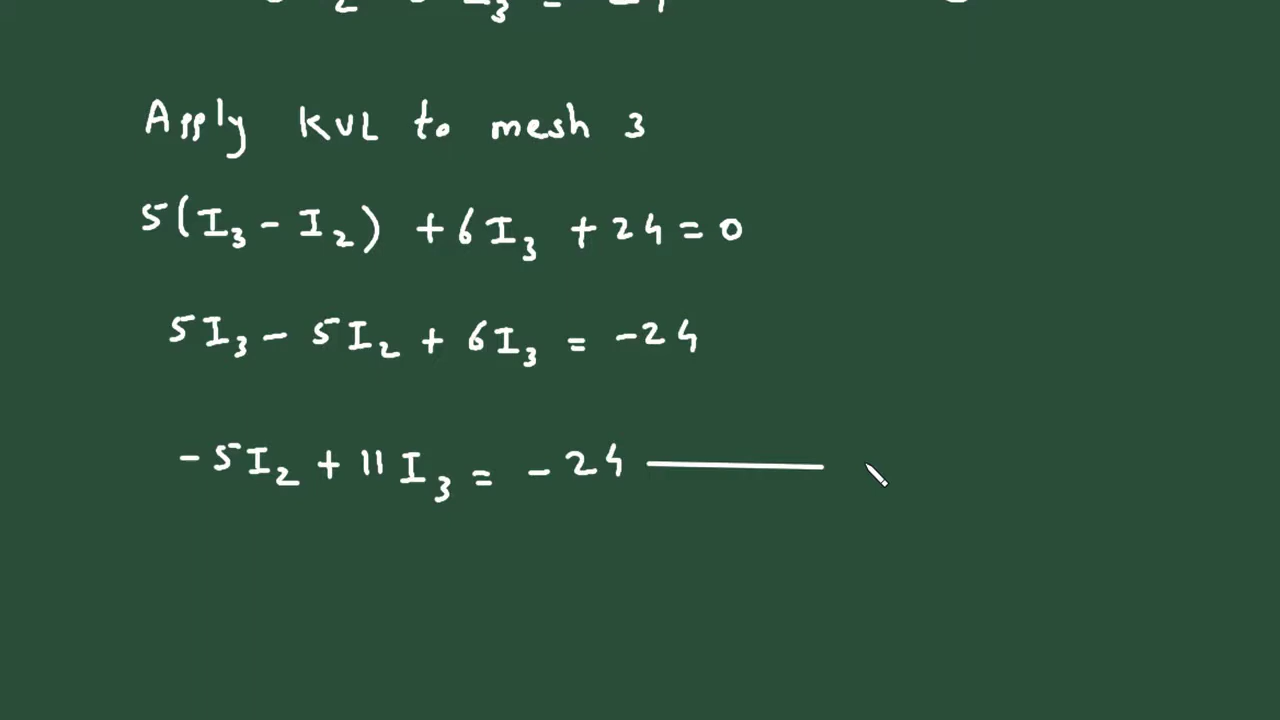 Apply KVL to mesh 3
5(I₃ - I₂) + 6I₃ + 24 = 0
5I₃ - 5I₂ + 6I₃ = -24
-5I₂ + 11I₃ = -24